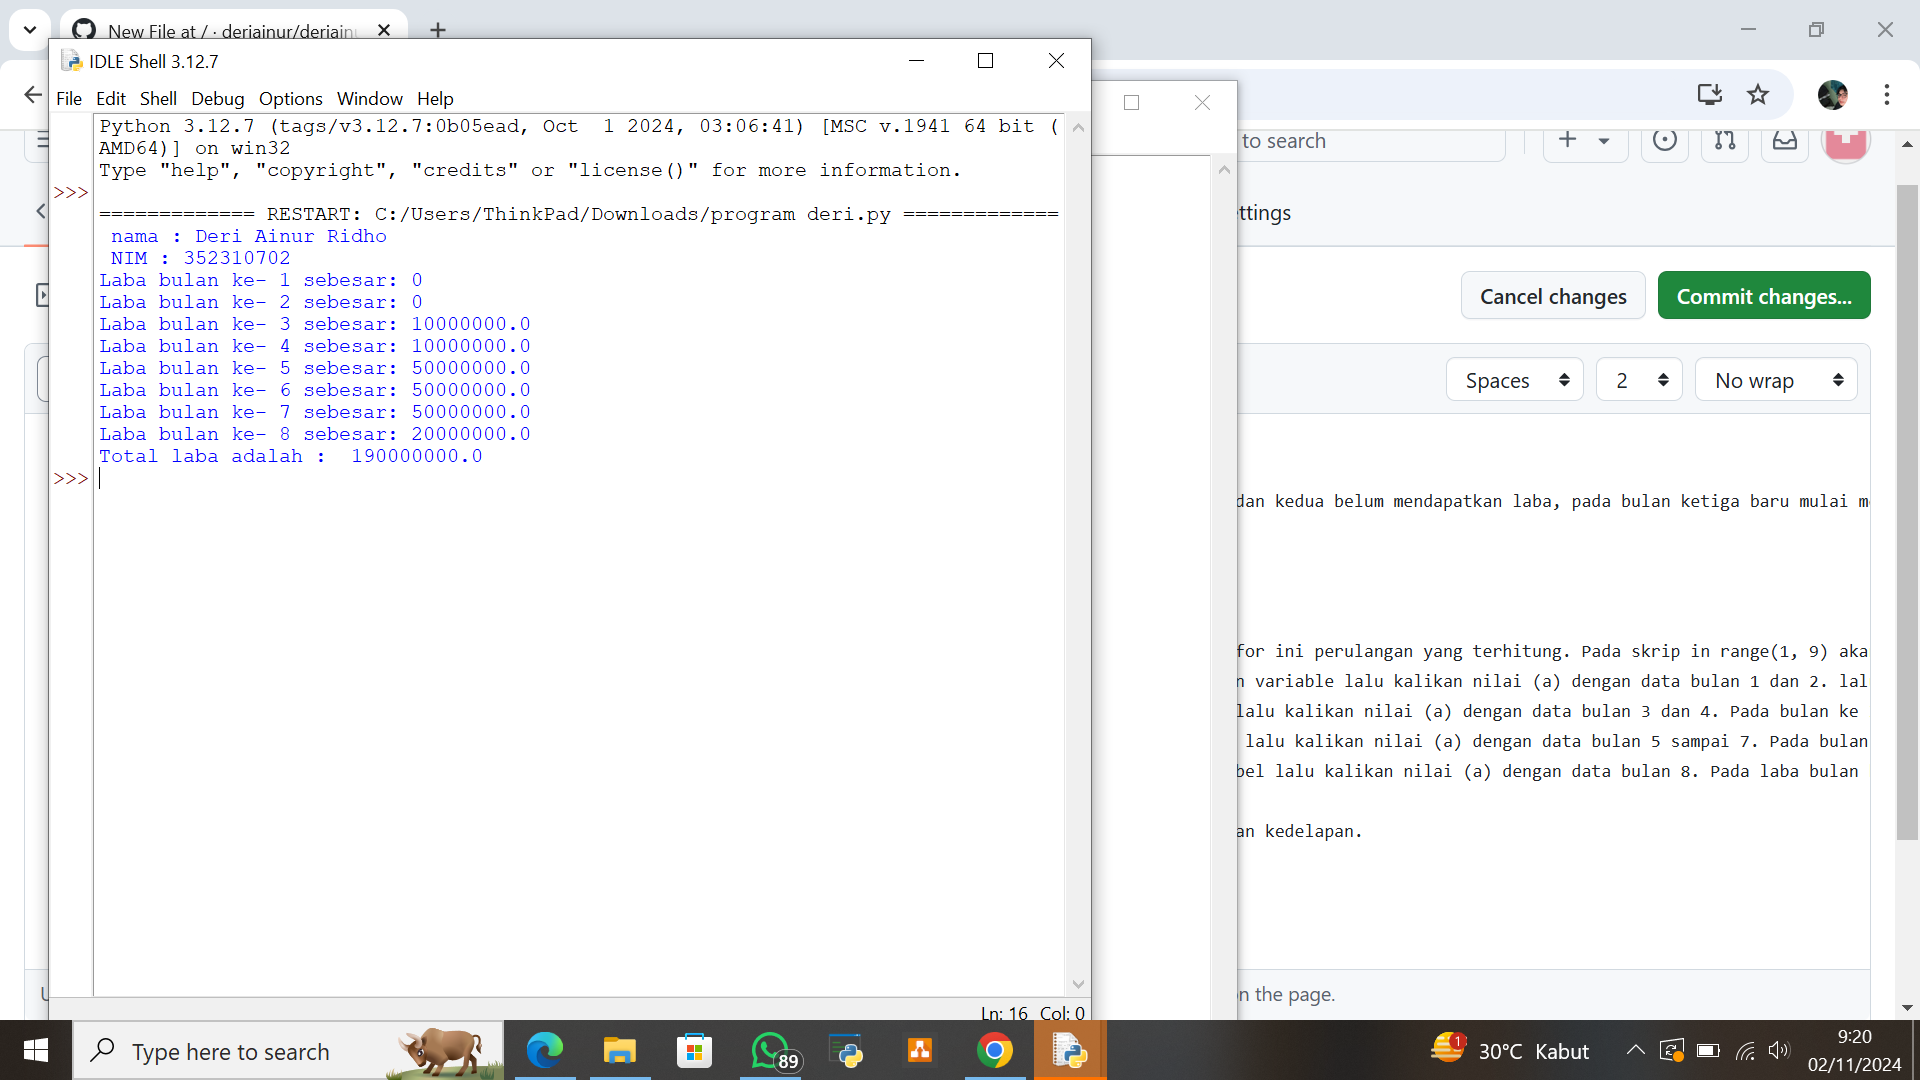 New File at / · deriainur/deriainu
IDLE Shell 3.12.7
File Edit Shell Debug Options Window Help
Python 3.12.7 (tags/v3.12.7:0b05ead, Oct  1 2024, 03:06:41) [MSC v.1941 64 bit (
AMD64)] on win32
Type "help", "copyright", "credits" or "license()" for more information.
>>>
============= RESTART: C:/Users/ThinkPad/Downloads/program deri.py =============
nama : Deri Ainur Ridho
NIM : 352310702
Laba bulan ke- 1 sebesar: 0
Laba bulan ke- 2 sebesar: 0
Laba bulan ke- 3 sebesar: 10000000.0
Laba bulan ke- 4 sebesar: 10000000.0
Laba bulan ke- 5 sebesar: 50000000.0
Laba bulan ke- 6 sebesar: 50000000.0
Laba bulan ke- 7 sebesar: 50000000.0
Laba bulan ke- 8 sebesar: 20000000.0
Total laba adalah :  190000000.0
>>>
Ln: 16 Col: 0
to search
ttings
Cancel changes
Commit changes...
Spaces
2
No wrap
dan kedua belum mendapatkan laba, pada bulan ketiga baru mulai m
for ini perulangan yang terhitung. Pada skrip in range(1, 9) aka
n variable lalu kalikan nilai (a) dengan data bulan 1 dan 2. lal
lalu kalikan nilai (a) dengan data bulan 3 dan 4. Pada bulan ke
lalu kalikan nilai (a) dengan data bulan 5 sampai 7. Pada bulan
bel lalu kalikan nilai (a) dengan data bulan 8. Pada laba bulan
an kedelapan.
n the page.
Type here to search
89
1
30°C Kabut
9:20
02/11/2024